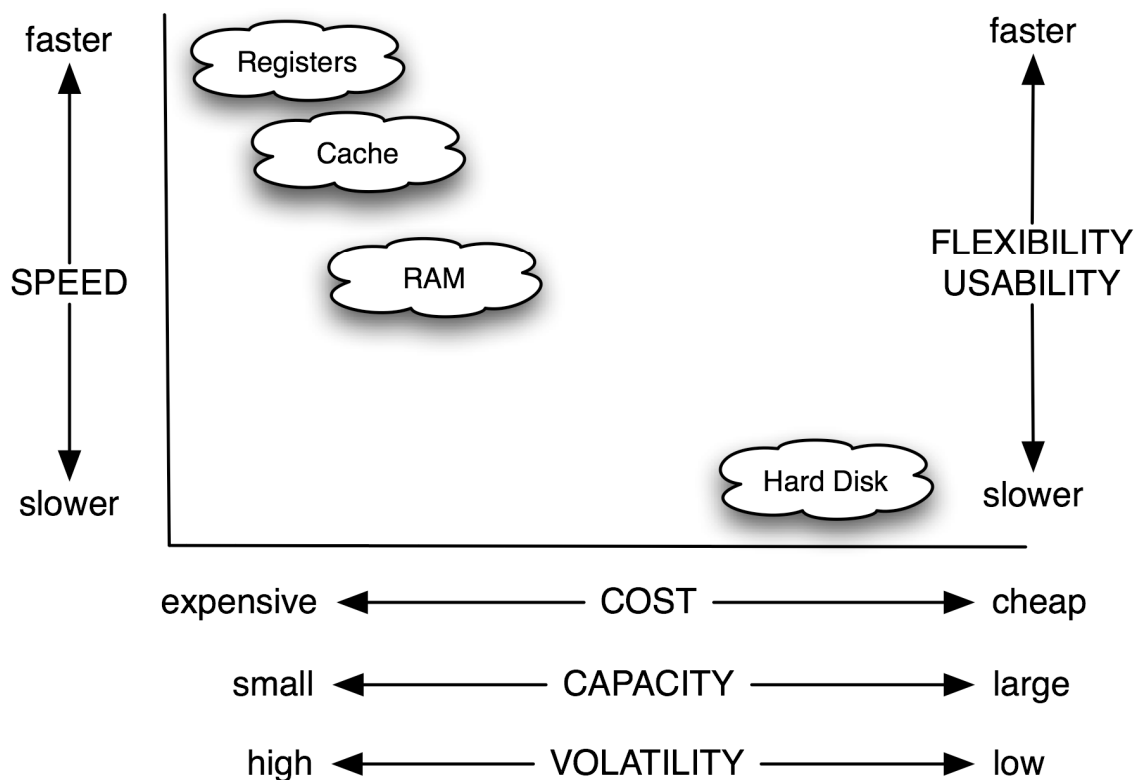 faster
Registers
faster
Cache
SPEED
RAM
FLEXIBILITY
USABILITY
slower
Hard Disk
slower
expensive COST cheap
small CAPACITY large
high VOLATILITY low